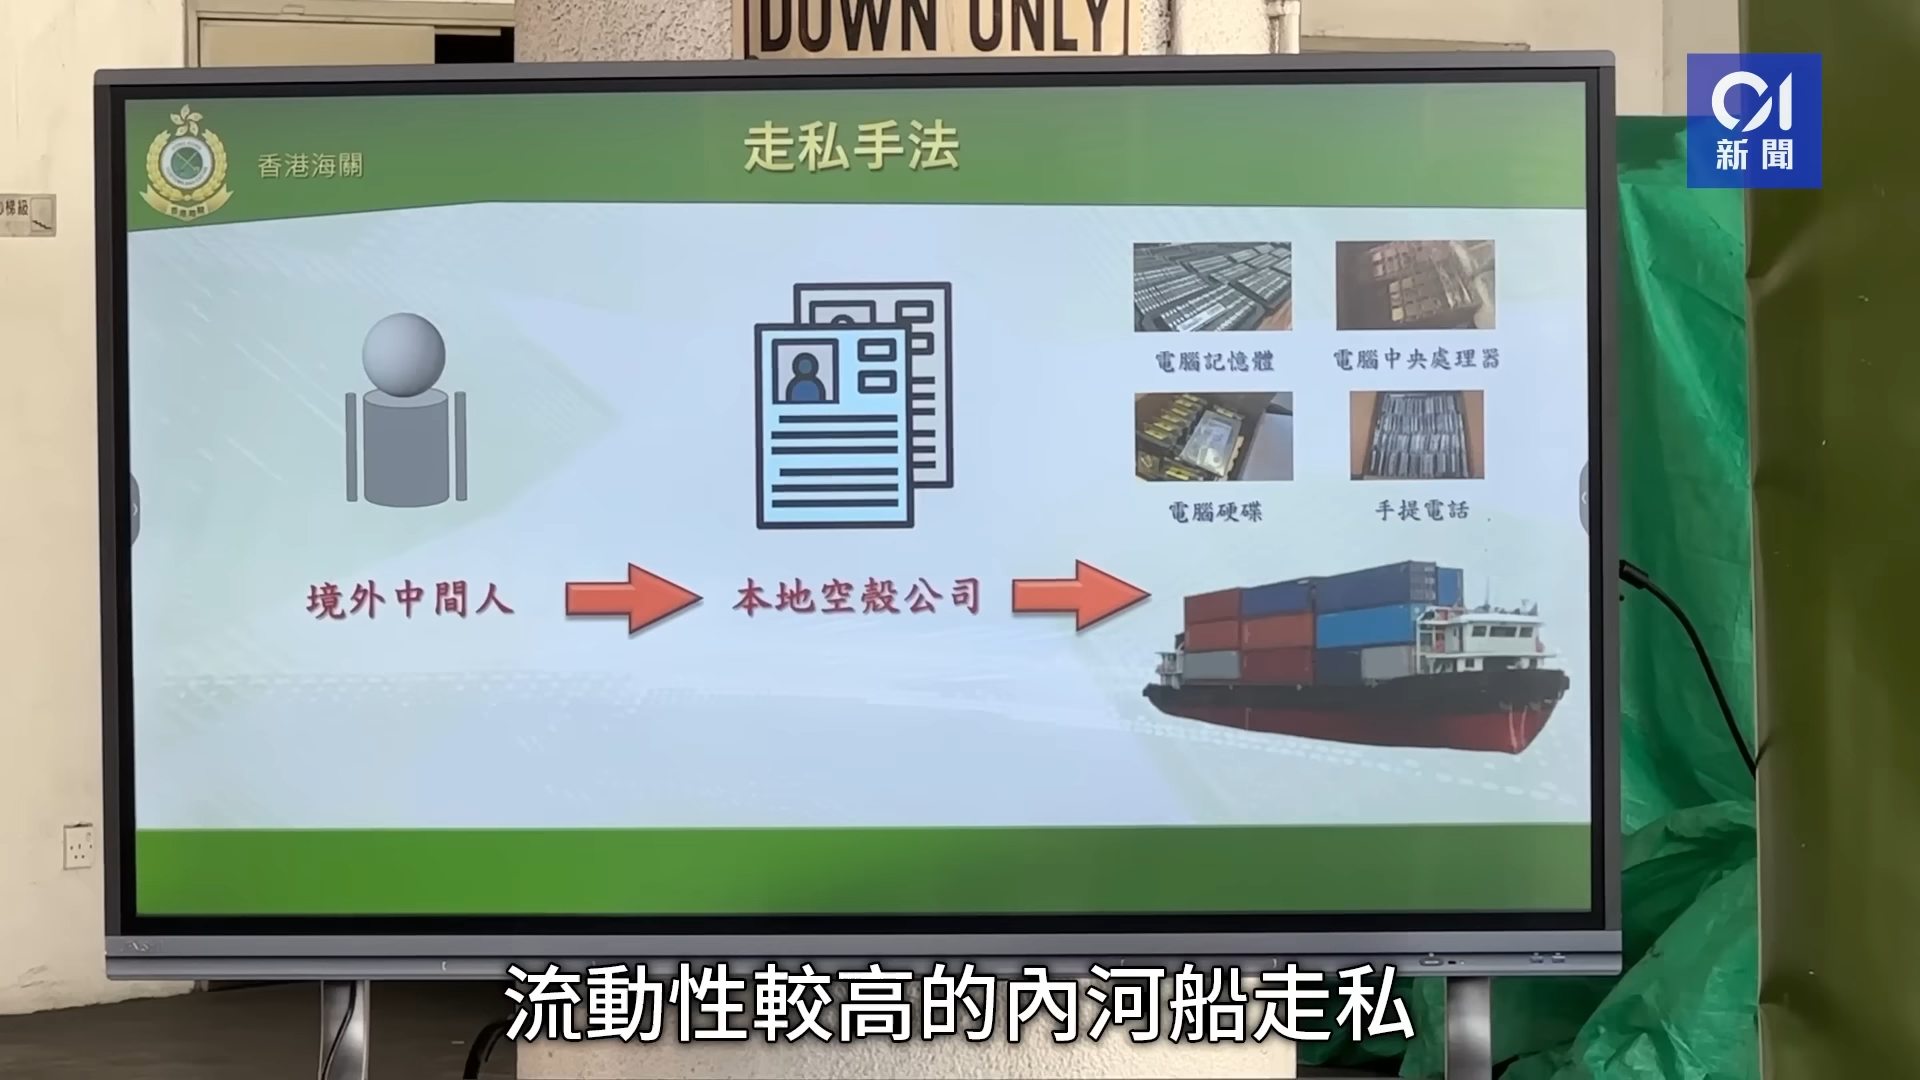 DOWN ONLY
01
新聞
梯級
香港海關
走私手法
電腦記憶體
電腦中央處理器
電腦硬碟
手提電話
境外中間人
本地空殼公司
流動性較高的內河船走私